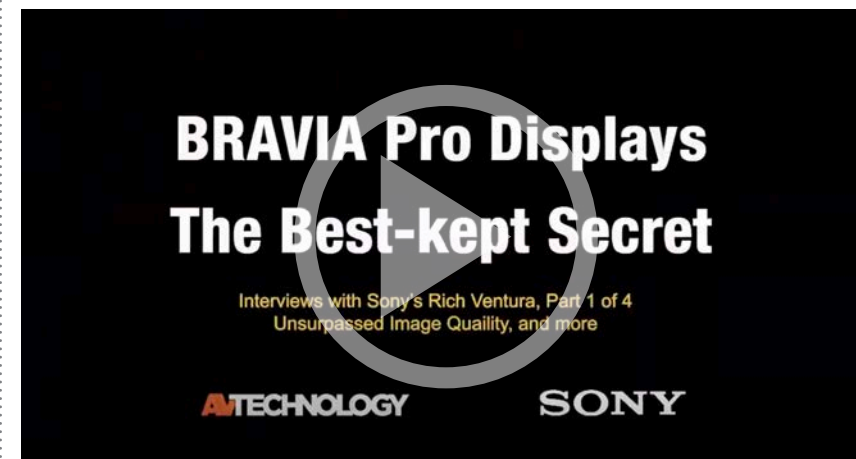 BRAVIA Pro Displays
The Best-kept Secret
Interviews with Sony's Rich Ventura, Part 1 of 4
Unsurpassed Image Quaility, and more
AVTECHNOLOGY
SONY